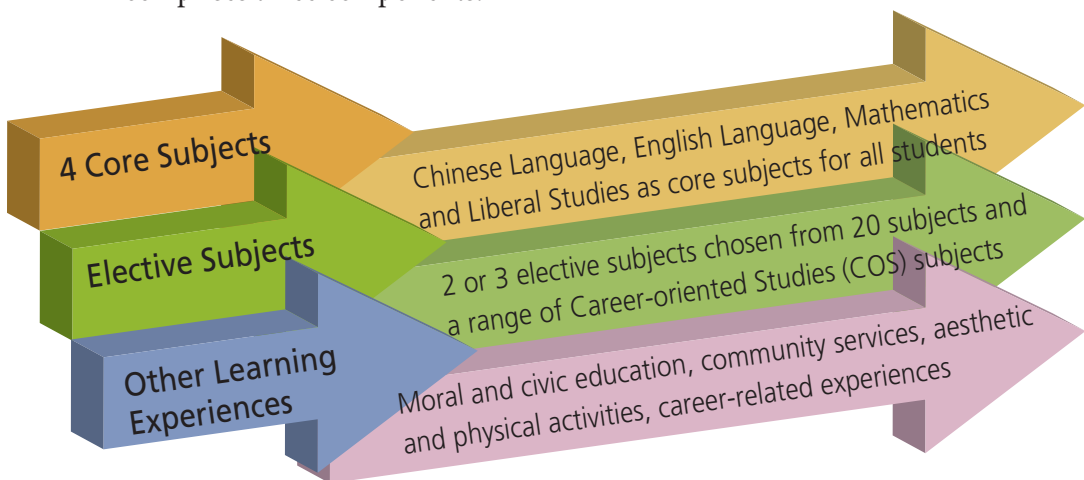 4 Core Subjects
Chinese Language, English Language, Mathematics
and Liberal Studies as core subjects for all students
Elective Subjects
2 or 3 elective subjects chosen from 20 subjects and
a range of Career-oriented Studies (COS) subjects
Other Learning
Experiences
Moral and civic education, community services, aesthetic
and physical activities, career-related experiences